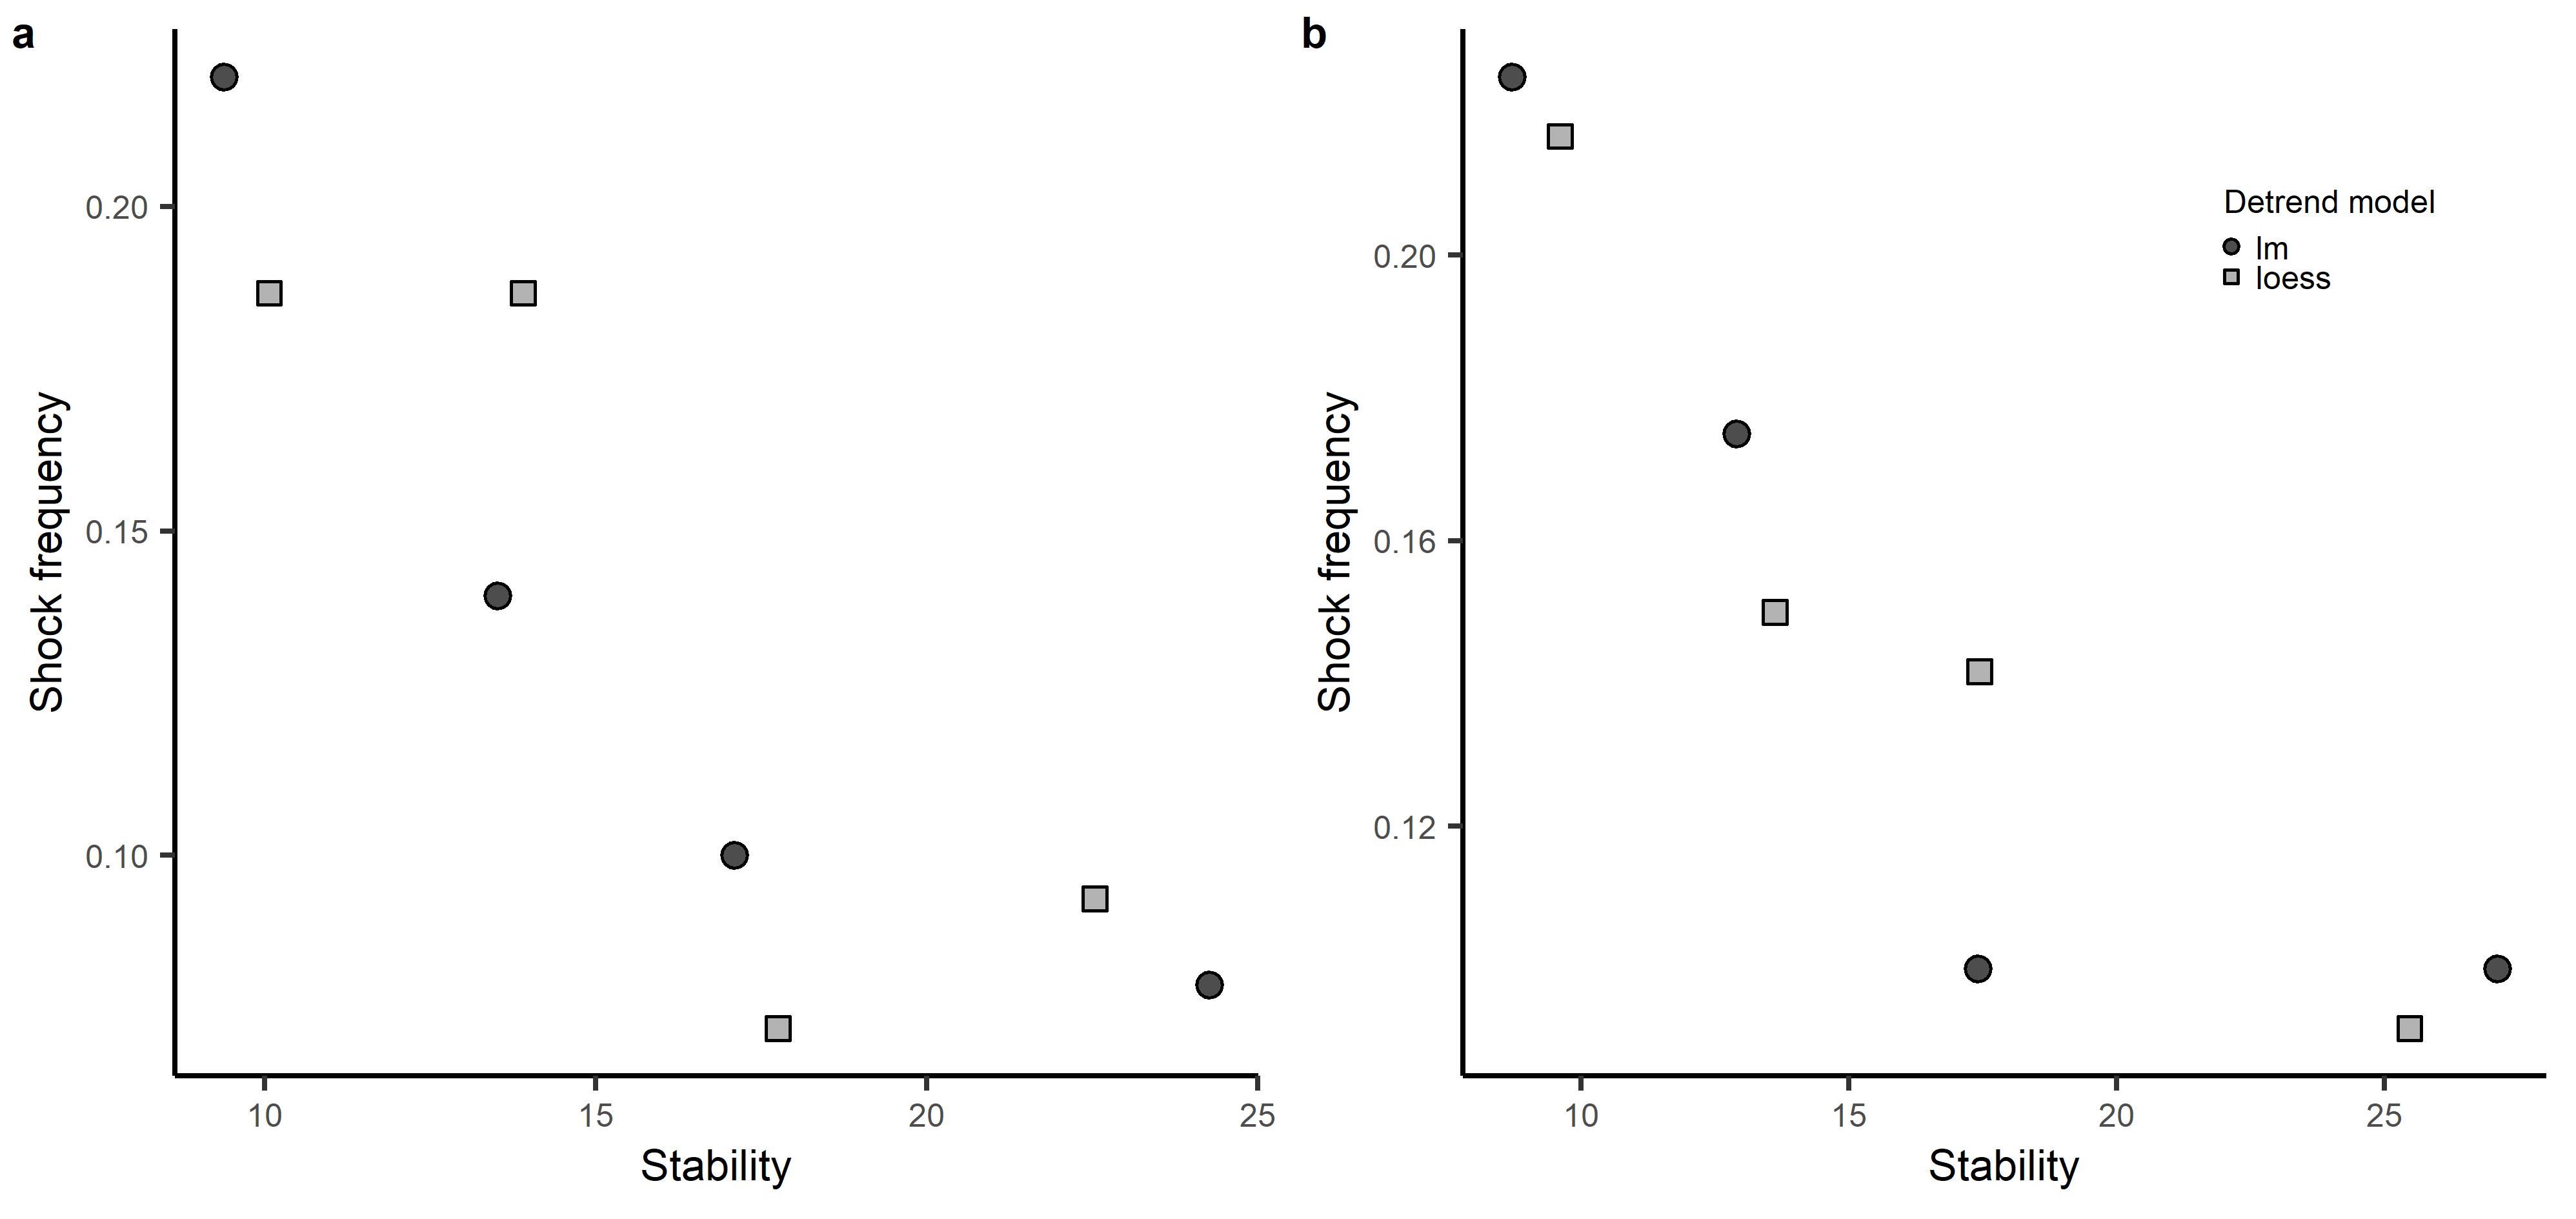 a
0.20
0.15
0.10
Shock frequency
10 15 20 25
Stability
b
0.20
0.16
0.12
Shock frequency
10 15 20 25
Stability
Detrend model
lm
loess